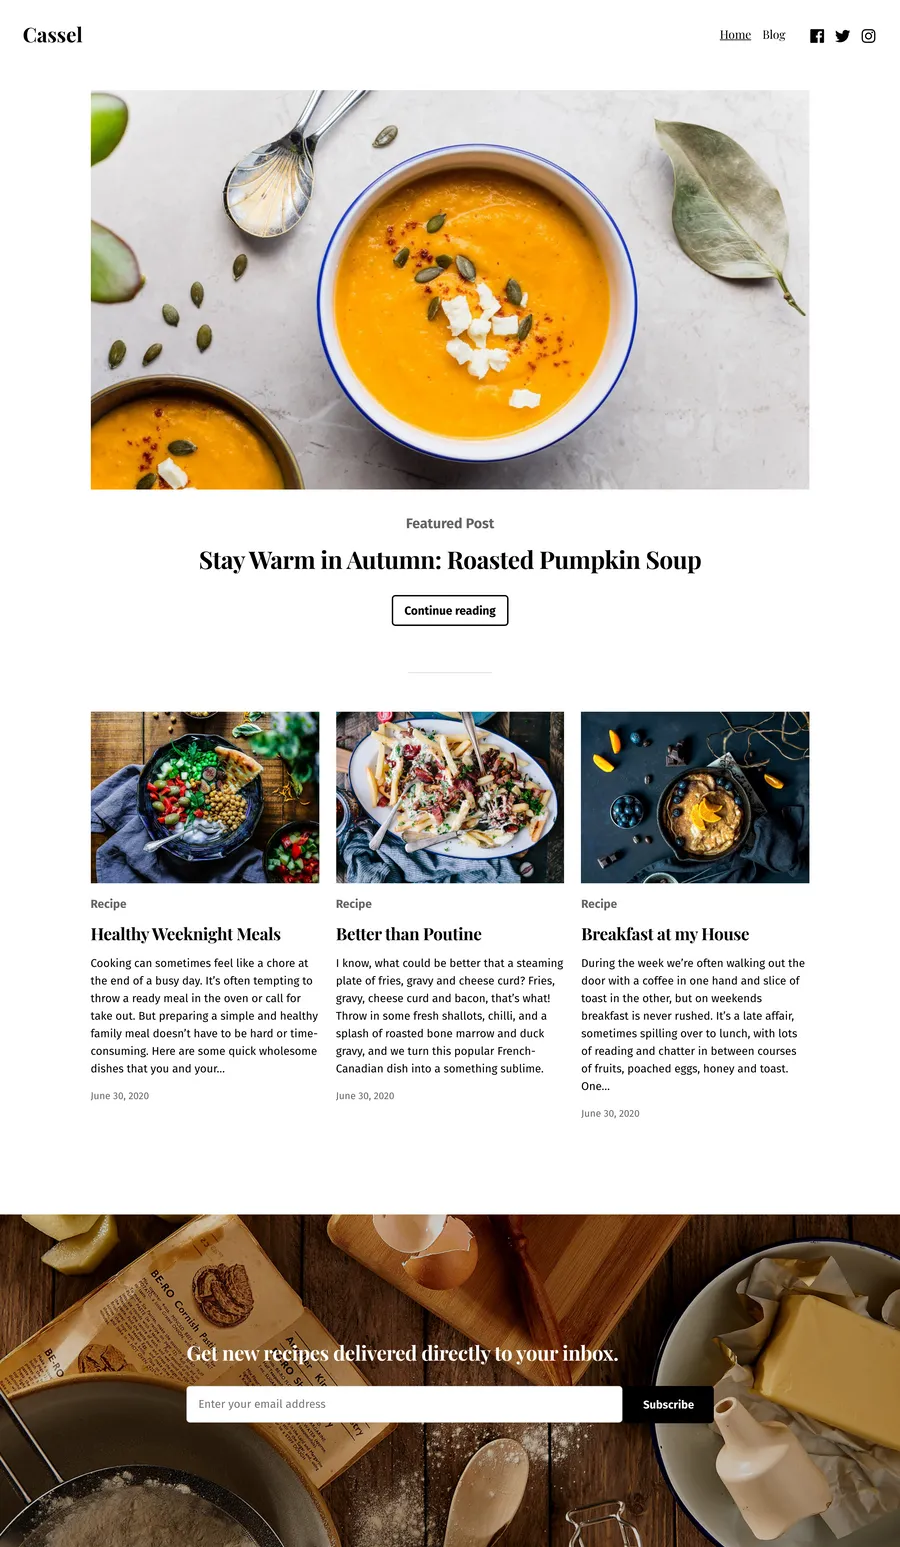 Cassel
Home Blog
Featured Post
Stay Warm in Autumn: Roasted Pumpkin Soup
Continue reading
Recipe
Healthy Weeknight Meals
Cooking can sometimes feel like a chore at
the end of a busy day. It’s often tempting to
throw a ready meal in the oven or call for
take out. But preparing a simple and healthy
family meal doesn’t have to be hard or time-
consuming. Here are some quick wholesome
dishes that you and your…
June 30, 2020
Recipe
Better than Poutine
I know, what could be better that a steaming
plate of fries, gravy and cheese curd? Fries,
gravy, cheese curd and bacon, that’s what!
Throw in some fresh shallots, chilli, and a
splash of roasted bone marrow and duck
gravy, and we turn this popular French-
Canadian dish into a something sublime.
June 30, 2020
Recipe
Breakfast at my House
During the week we’re often walking out the
door with a coffee in one hand and slice of
toast in the other, but on weekends
breakfast is never rushed. It’s a late affair,
sometimes spilling over to lunch, with lots
of reading and chatter in between courses
of fruits, poached eggs, honey and toast.
One…
June 30, 2020
BE-RO Cornish
BE-RO
Get new recipes delivered directly to your inbox.
Enter your email address
Subscribe